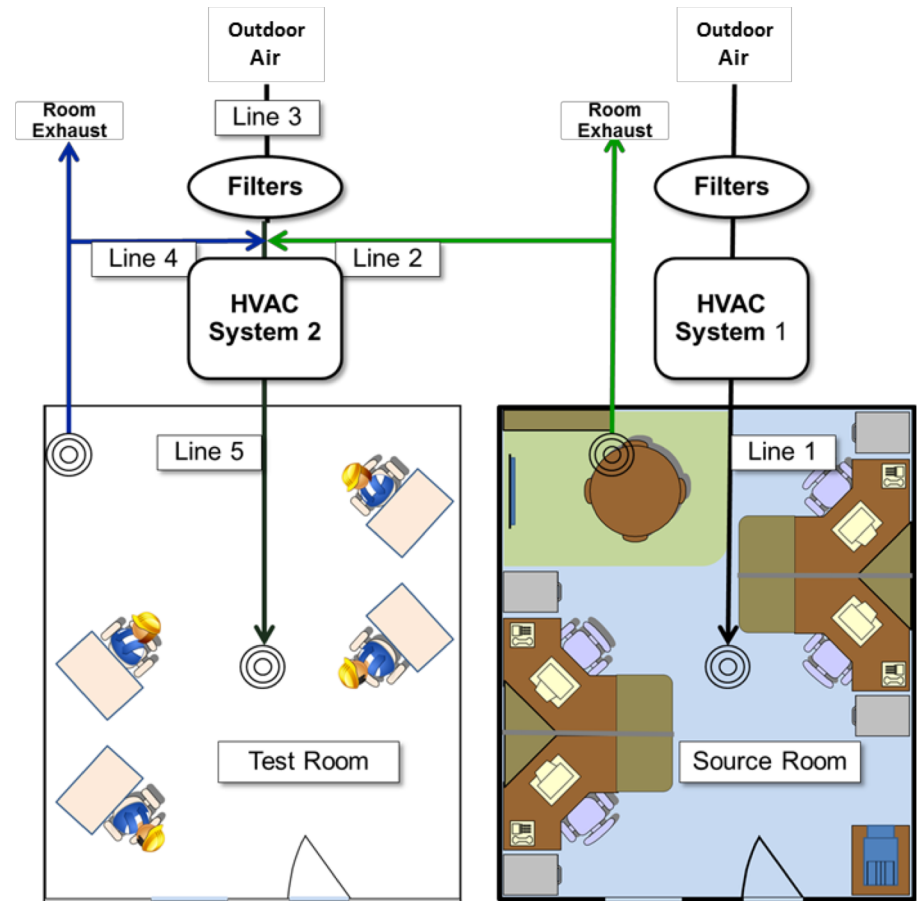 Outdoor
Air
Outdoor
Air
Room
Exhaust
Line 3
Room
Exhaust
Filters
Filters
Line 4
Line 2
HVAC
System 2
HVAC
System 1
Line 5
Line 1
Test Room
Source Room